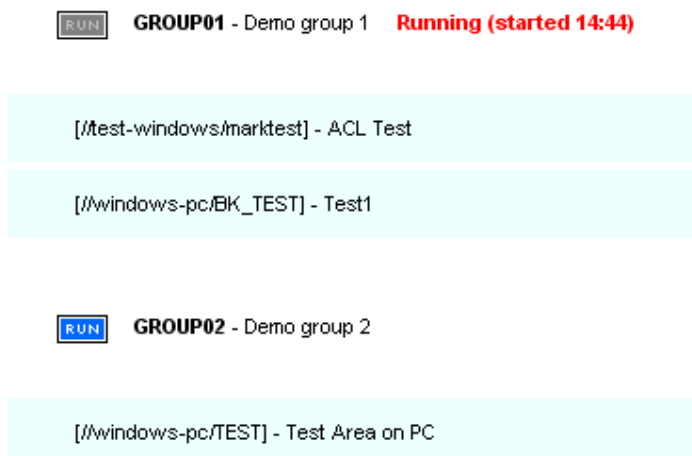 RUN GROUP01 - Demo group 1 Running (started 14:44)
[//test-windows/marktest] - ACL Test
[//windows-pc/BK_TEST] - Test1
RUN GROUP02 - Demo group 2
[//windows-pc/TEST] - Test Area on PC